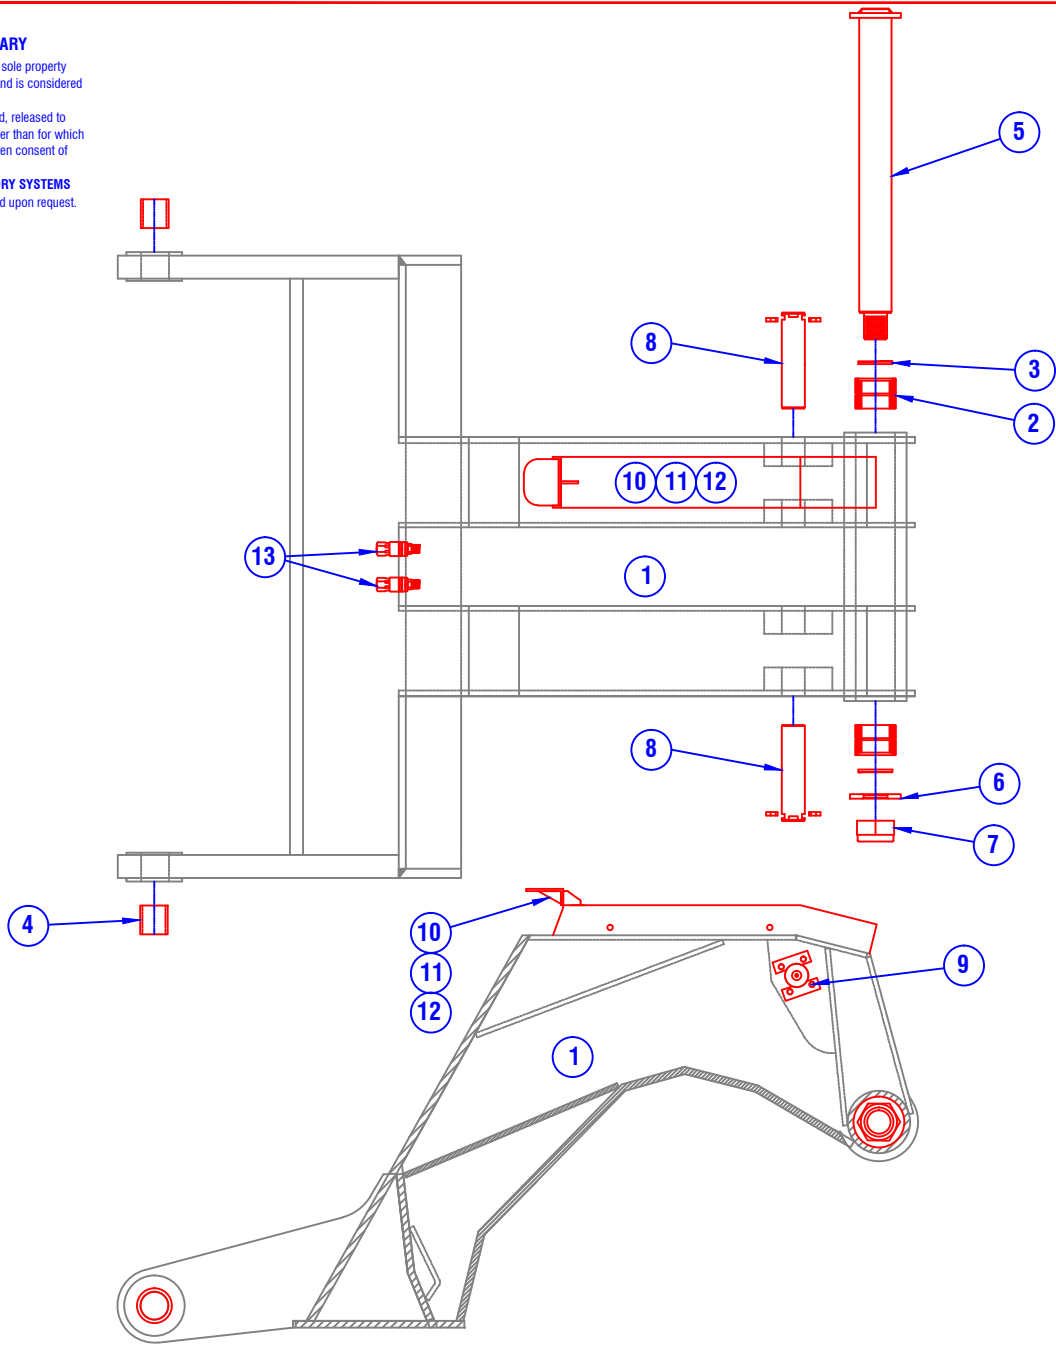 ARY
sole property
nd is considered
d, released to
er than for which
en consent of
RY SYSTEMS
d upon request.
5
8
3
2
10 11 12
13
1
8
6
7
4
10
9
11
12
1